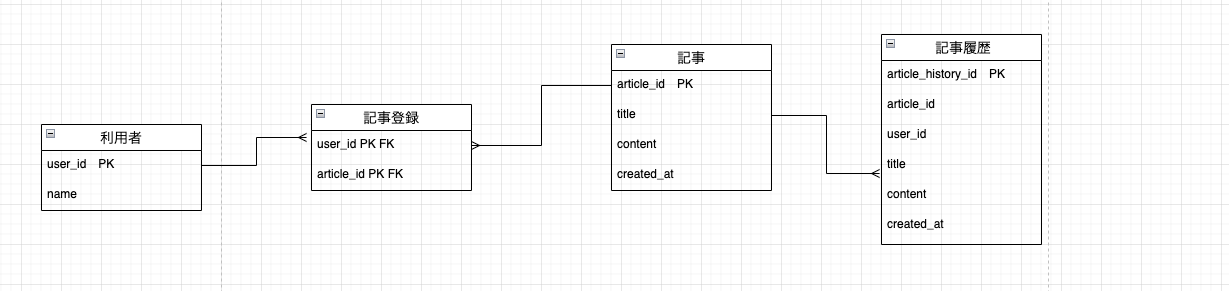 利用者
user_id PK
name
記事登録
user_id PK FK
article_id PK FK
記事
article_id PK
title
content
created_at
記事履歴
article_history_id PK
article_id
user_id
title
content
created_at